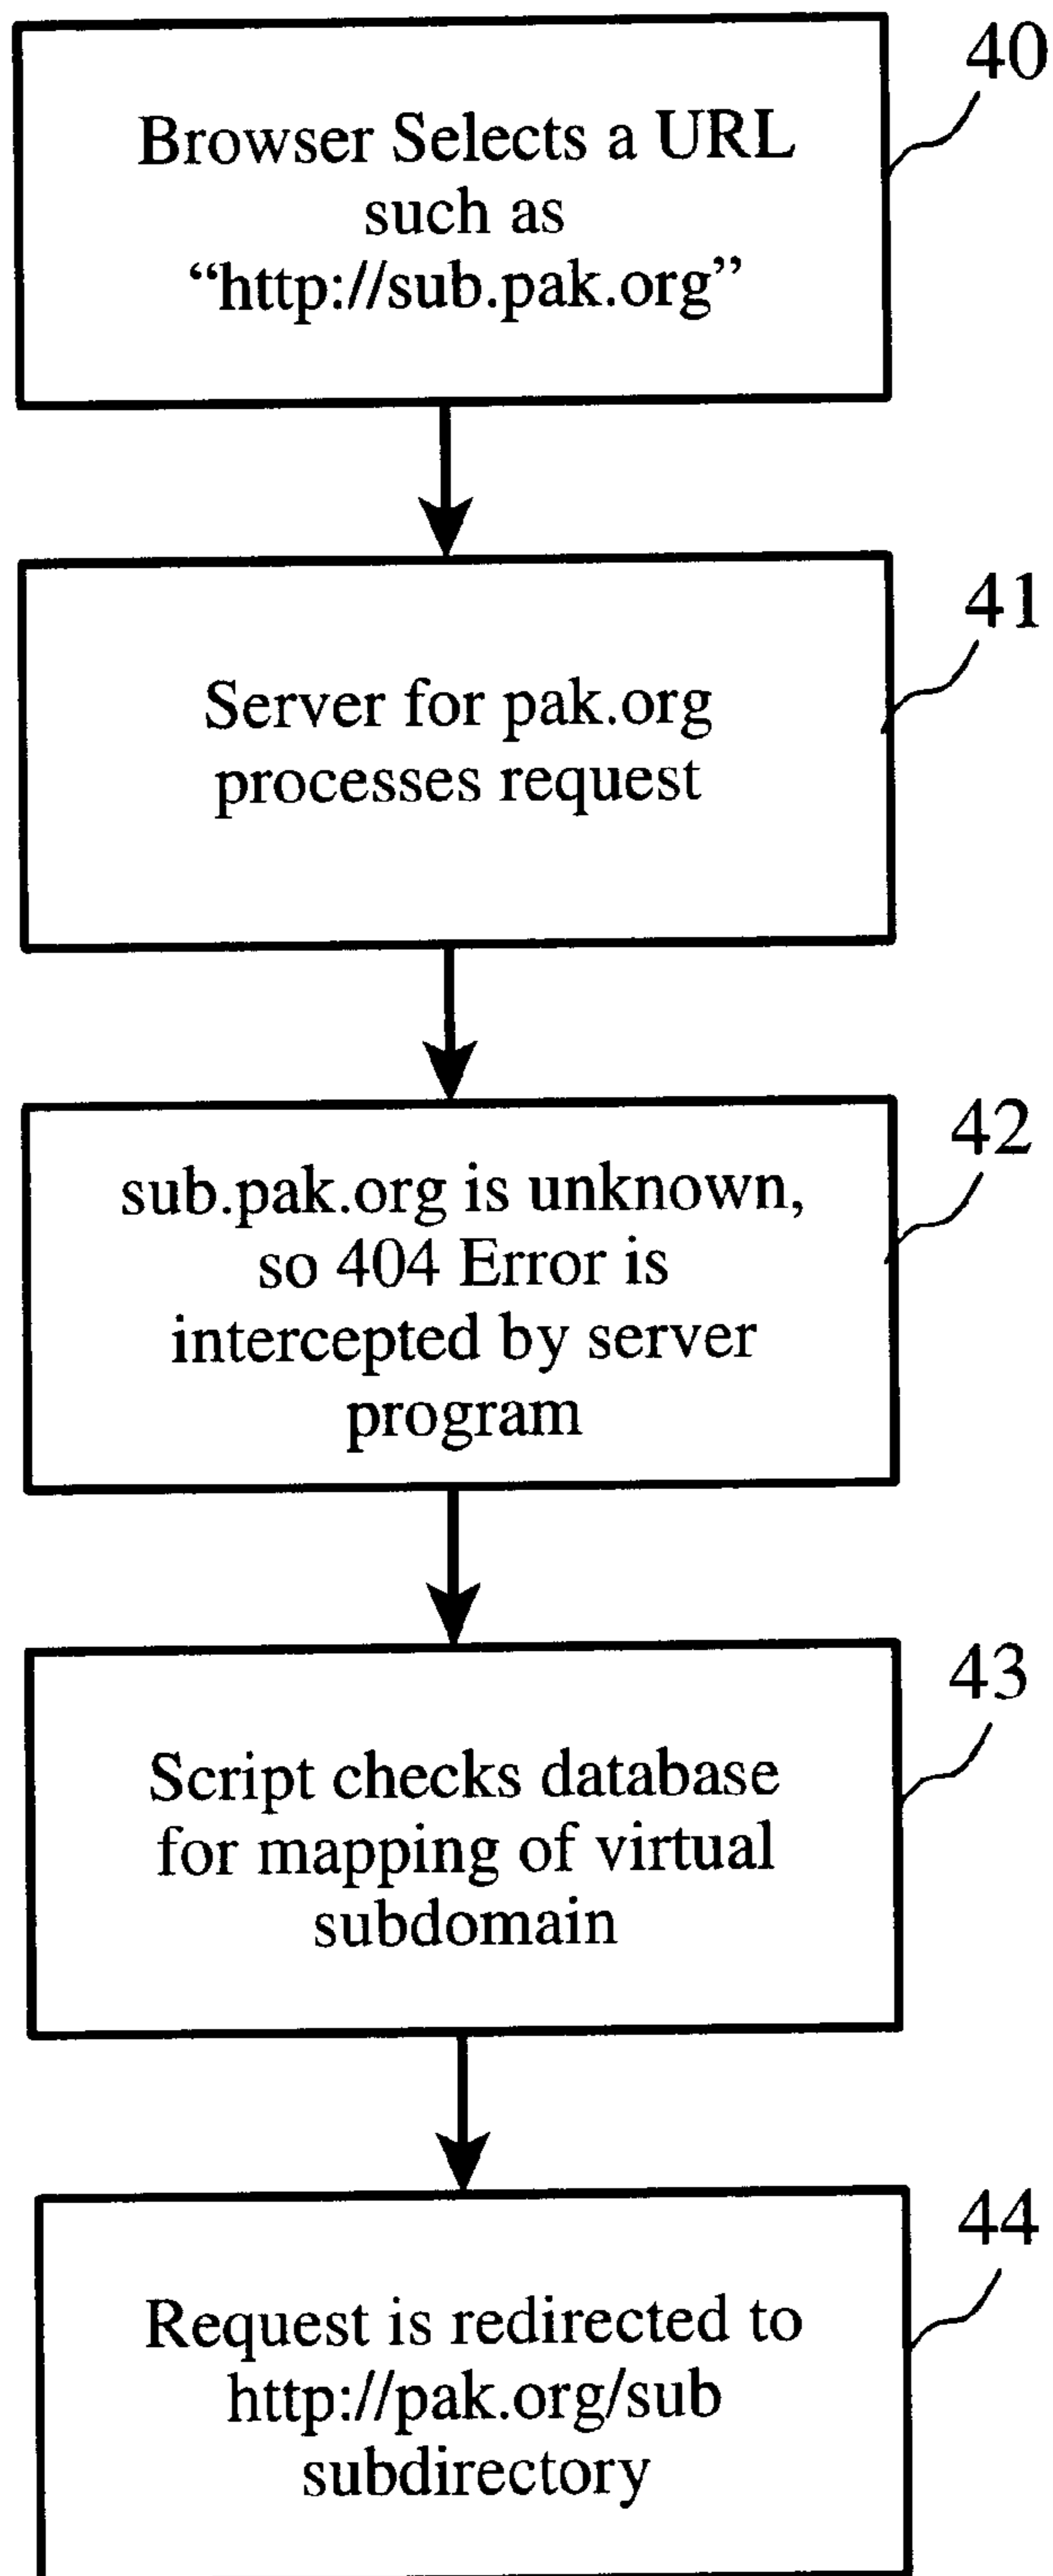 Browser Selects a URL
such as
“http://sub.pak.org”
40
Server for pak.org
processes request
41
sub.pak.org is unknown,
so 404 Error is
intercepted by server
program
42
Script checks database
for mapping of virtual
subdomain
43
Request is redirected to
http://pak.org/sub
subdirectory
44